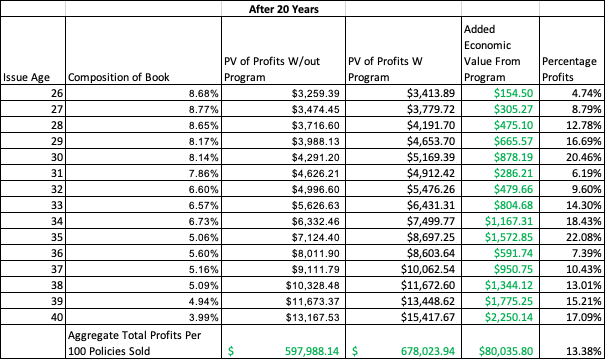 After 20 Years
Issue Age Composition of Book PV of Profits W/out Program PV of Profits W Program Added Economic Value From Program Percentage Profits
26 8.68% $3,259.39 $3,413.89 $154.50 4.74%
27 8.77% $3,474.45 $3,779.72 $305.27 8.79%
28 8.65% $3,716.60 $4,191.70 $475.10 12.78%
29 8.17% $3,988.13 $4,653.70 $665.57 16.69%
30 8.14% $4,291.20 $5,169.39 $878.19 20.46%
31 7.86% $4,626.21 $4,912.42 $286.21 6.19%
32 6.60% $4,996.60 $5,476.26 $479.66 9.60%
33 6.57% $5,626.63 $6,431.31 $804.68 14.30%
34 6.73% $6,332.46 $7,499.77 $1,167.31 18.43%
35 5.06% $7,124.40 $8,697.25 $1,572.85 22.08%
36 5.60% $8,011.90 $8,603.64 $591.74 7.39%
37 5.16% $9,111.79 $10,062.54 $950.75 10.43%
38 5.09% $10,328.48 $11,672.60 $1,344.12 13.01%
39 4.94% $11,673.37 $13,448.62 $1,775.25 15.21%
40 3.99% $13,167.53 $15,417.67 $2,250.14 17.09%
Aggregate Total Profits Per
100 Policies Sold $ 597,988.14 $ 678,023.94 $80,035.80 13.38%